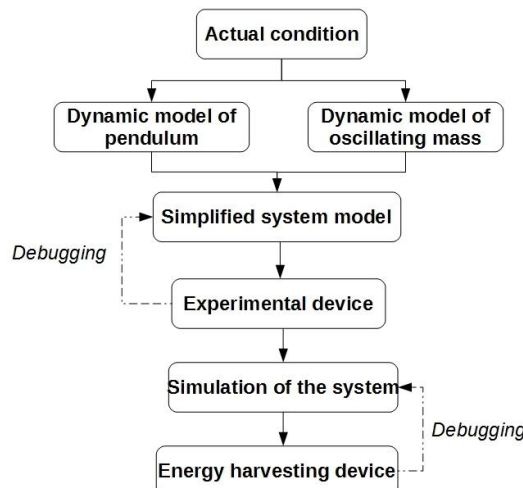 Actual condition
Dynamic model of
pendulum
Dynamic model of
oscillating mass
Simplified system model
Debugging
Experimental device
Simulation of the system
Debugging
Energy harvesting device